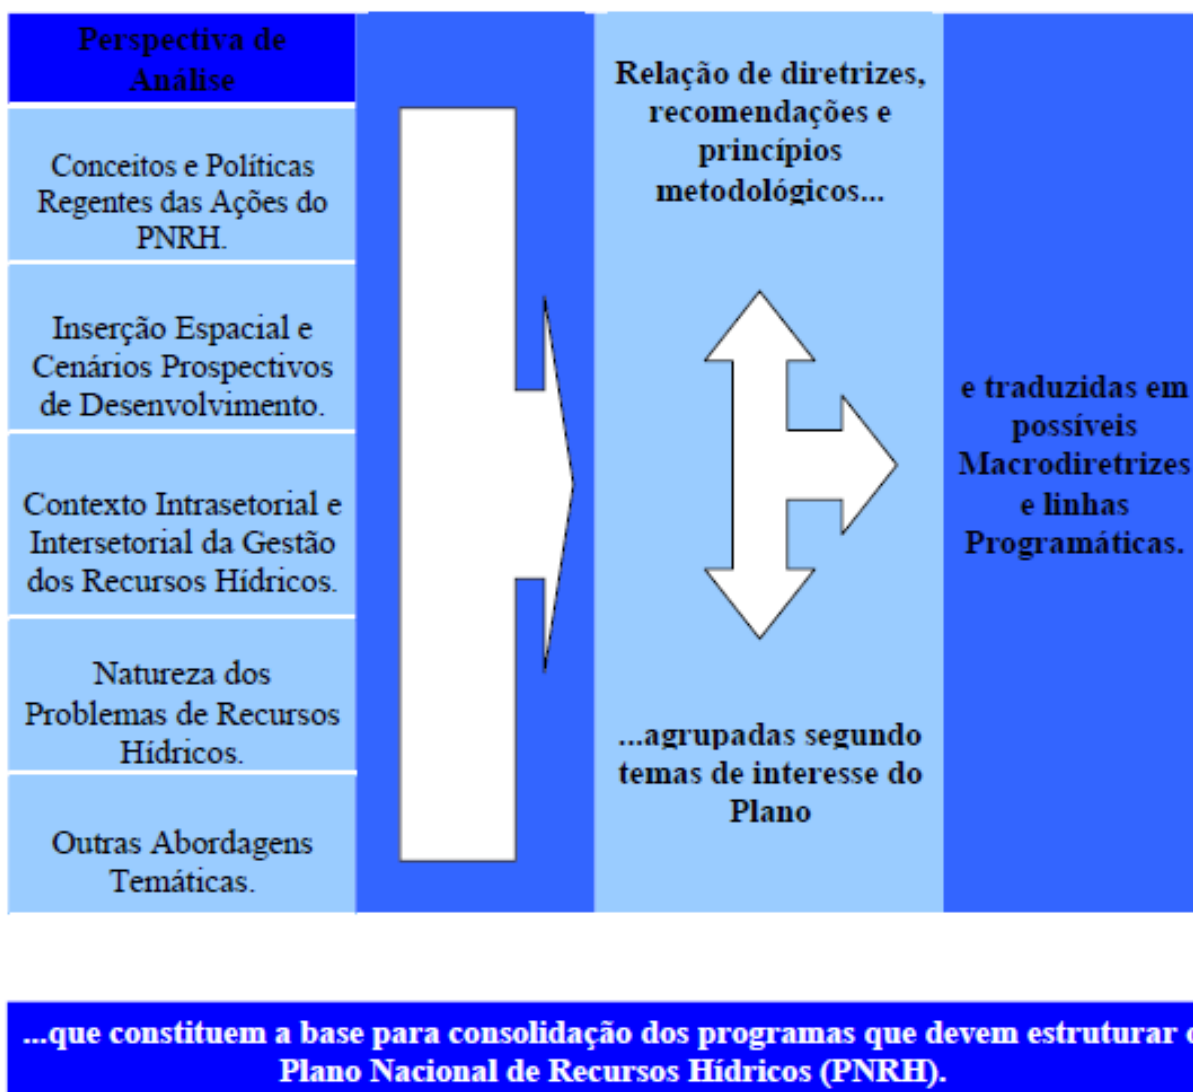 Perspectiva de
Análise
Conceitos e Políticas
Regentes das Ações do
PNRH.
Inserção Espacial e
Cenários Prospectivos
de Desenvolvimento.
Contexto Intrasetorial e
Intersetorial da Gestão
dos Recursos Hídricos.
Natureza dos
Problemas de Recursos
Hídricos.
Outras Abordagens
Temáticas.
Relação de diretrizes,
recomendações e
princípios
metodológicos...
...agrupadas segundo
temas de interesse do
Plano
e traduzidas em
possíveis
Macrodiretrizes
e linhas
Programáticas.
...que constituem a base para consolidação dos programas que devem estruturar o
Plano Nacional de Recursos Hídricos (PNRH).